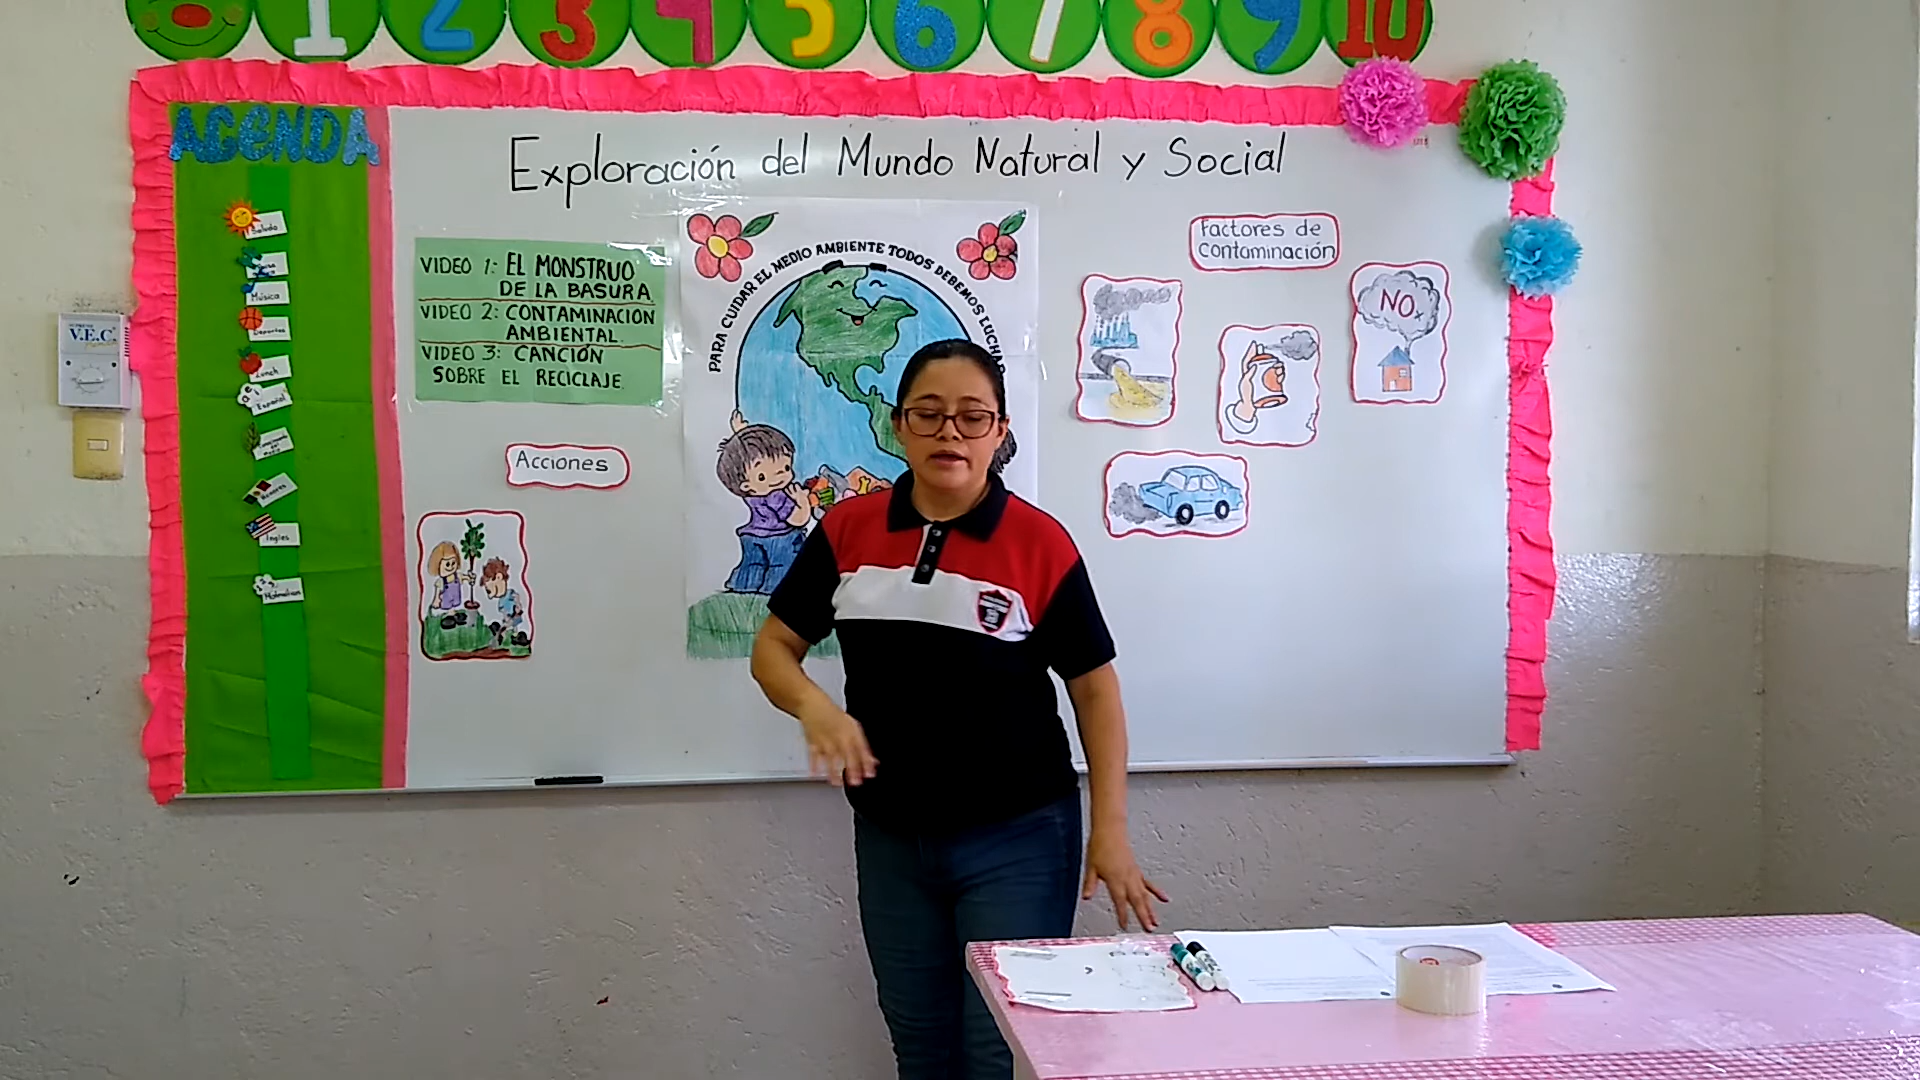 1 2 3 4 5 6 7 8 9 10
AGENDA
Exploración del Mundo Natural y Social
Saludo
Música
Deportes
Lunch
Español
Inglés
V.E.C.
VIDEO 1: EL MONSTRUO
DE LA BASURA
VIDEO 2: CONTAMINACION
AMBIENTAL
VIDEO 3: CANCIÓN
SOBRE EL RECICLAJE
PARA CUIDAR EL MEDIO AMBIENTE TODOS DEBEMOS LUCHAR
Acciones
Factores de
Contaminación
NO